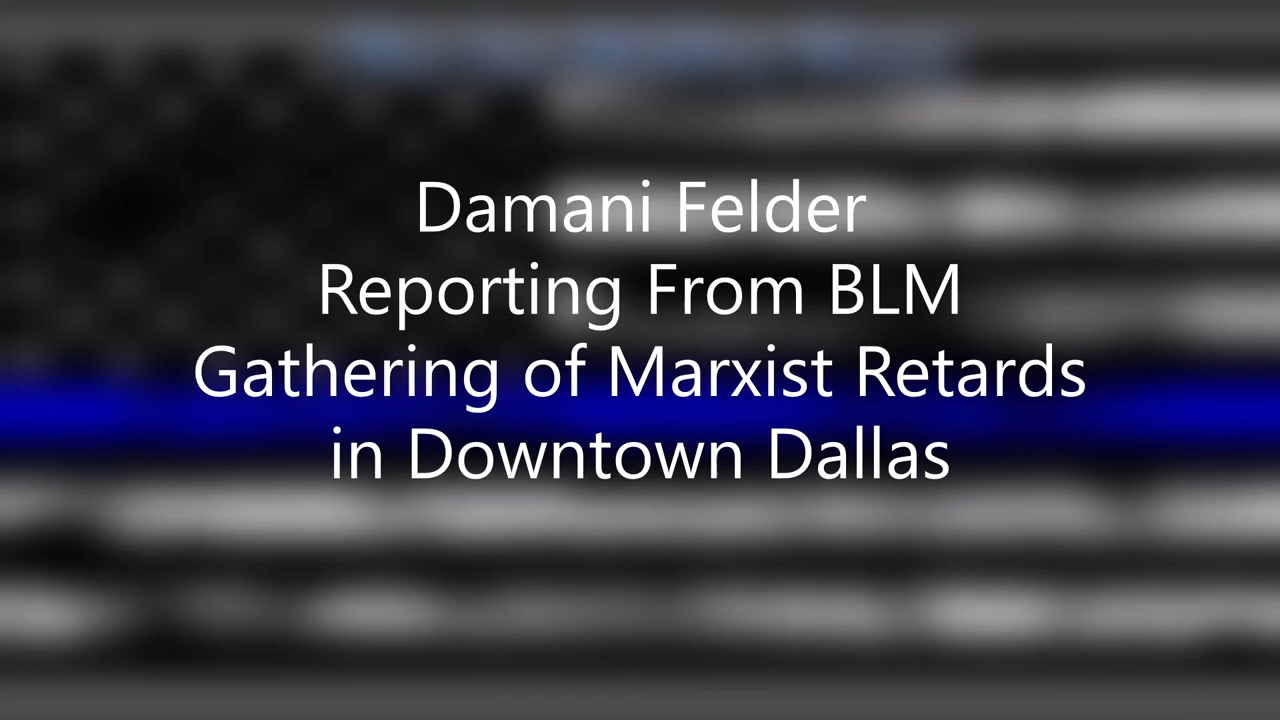 Damani Felder
Reporting From BLM
Gathering of Marxist Retards
in Downtown Dallas